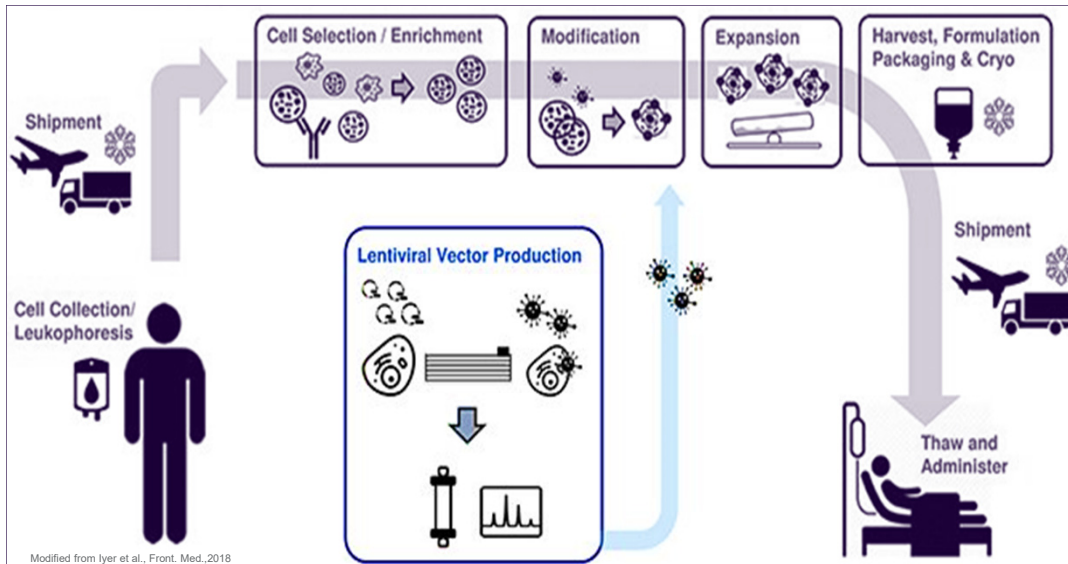 Cell Selection / Enrichment
Modification
Expansion
Harvest, Formulation
Packaging & Cryo
Shipment
Lentiviral Vector Production
Shipment
Cell Collection/
Leukophoresis
Thaw and
Administer
Modified from Iyer et al., Front. Med.,2018